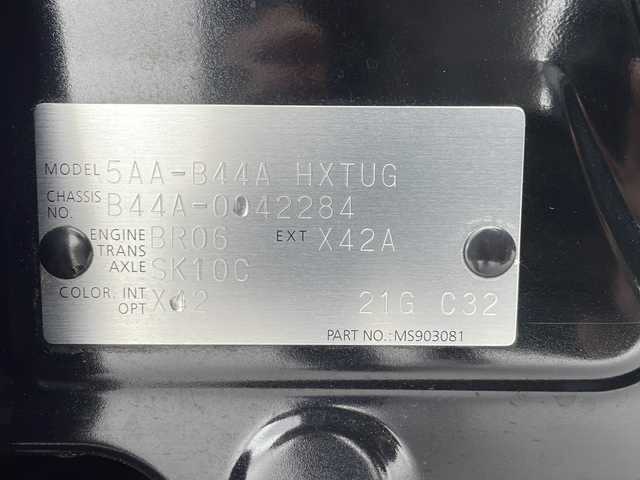 MODEL 5AA-B44A HXTUG
CHASSIS NO. B44A-0042284
ENGINE BR06 EXT X42A
TRANS AXLE SK10C
COLOR. INT X42 21G C32
OPT
PART NO.:MS903081